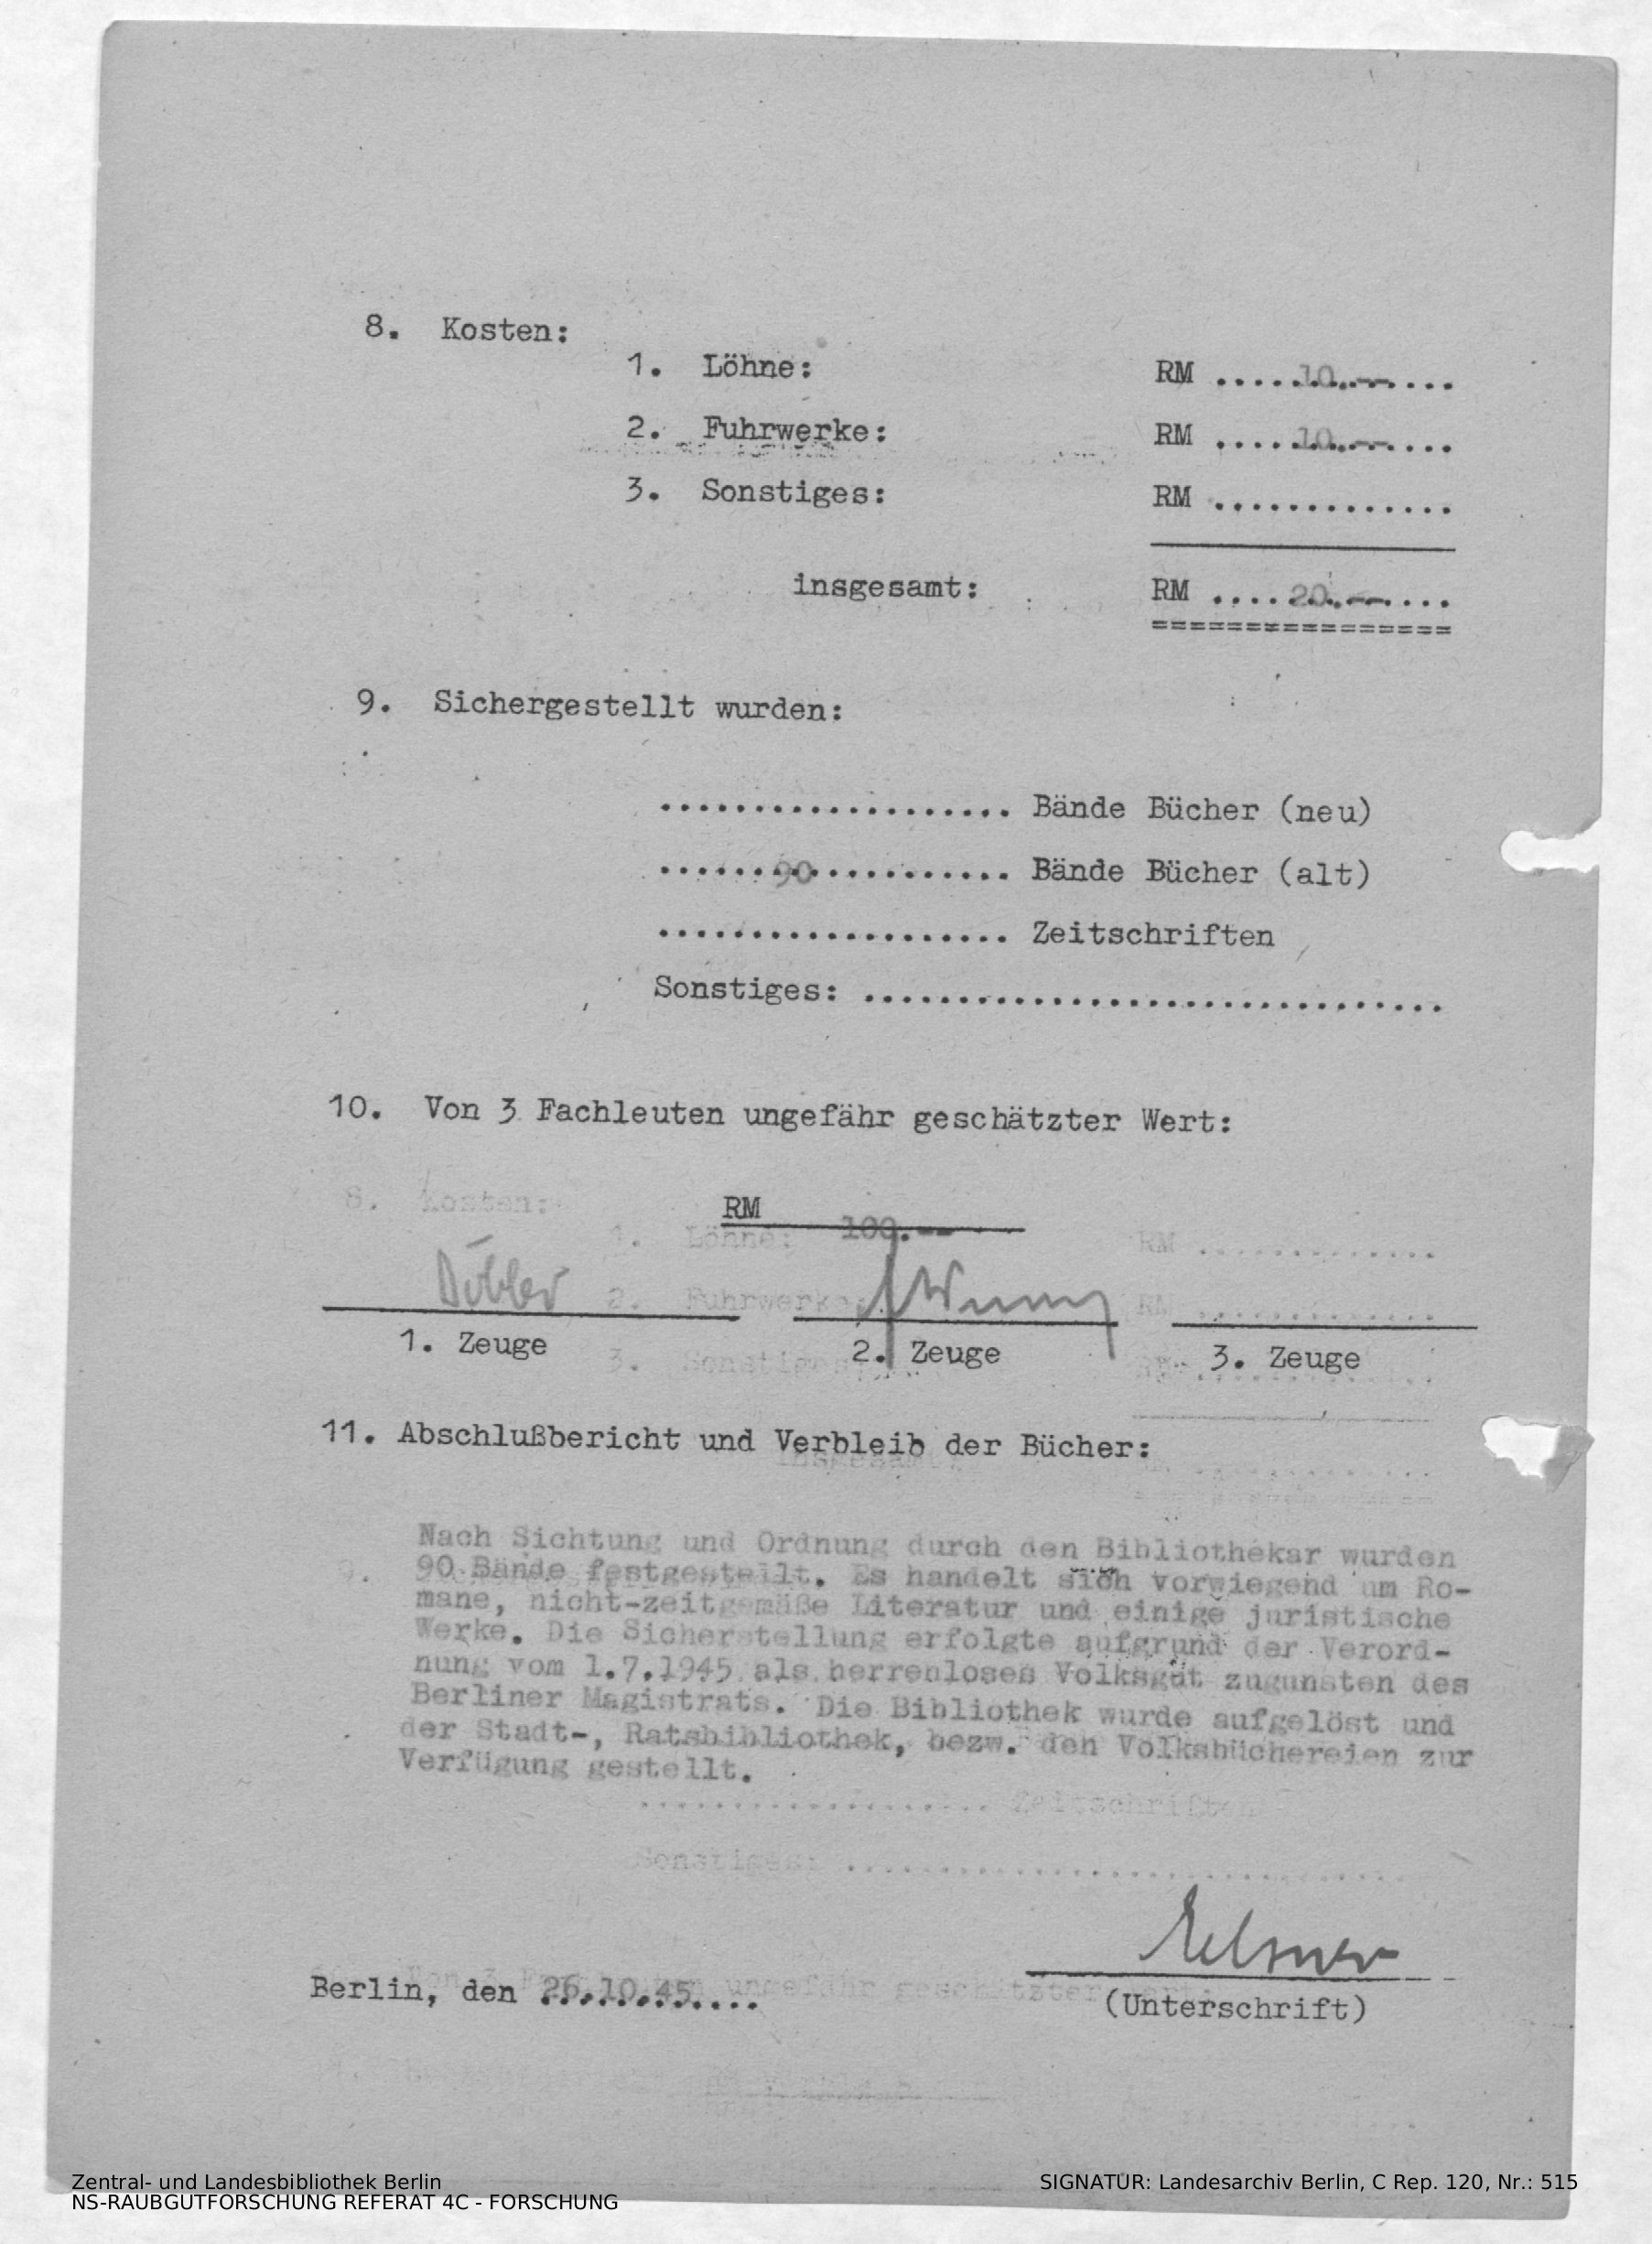 8. Kosten:
1. Löhne: RM .....10.--....
2. Fuhrwerke: RM .....10.--....
3. Sonstiges: RM .............
insgesamt: RM ....20.--....
================
9. Sichergestellt wurden:
................... Bände Bücher (neu)
......90........... Bände Bücher (alt)
................... Zeitschriften
Sonstiges: ................................
10. Von 3 Fachleuten ungefähr geschätzter Wert:
RM 100.--
1. Zeuge 2. Zeuge 3. Zeuge
11. Abschlußbericht und Verbleib der Bücher:
Nach Sichtung und Ordnung durch den Bibliothekar wurden
90 Bände festgestellt. Es handelt sich vorwiegend um Ro-
mane, nicht-zeitgemäße Literatur und einige juristische
Werke. Die Sicherstellung erfolgte aufgrund der Verord-
nung vom 1.7.1945 als herrenloses Volksgut zugunsten des
Berliner Magistrats. Die Bibliothek wurde aufgelöst und
der Stadt-, Ratsbibliothek, bezw. den Volksbüchereien zur
Verfügung gestellt.
Berlin, den 26.10.45....
(Unterschrift)
Zentral- und Landesbibliothek Berlin
NS-RAUBGUTFORSCHUNG REFERAT 4C - FORSCHUNG
SIGNATUR: Landesarchiv Berlin, C Rep. 120, Nr.: 515